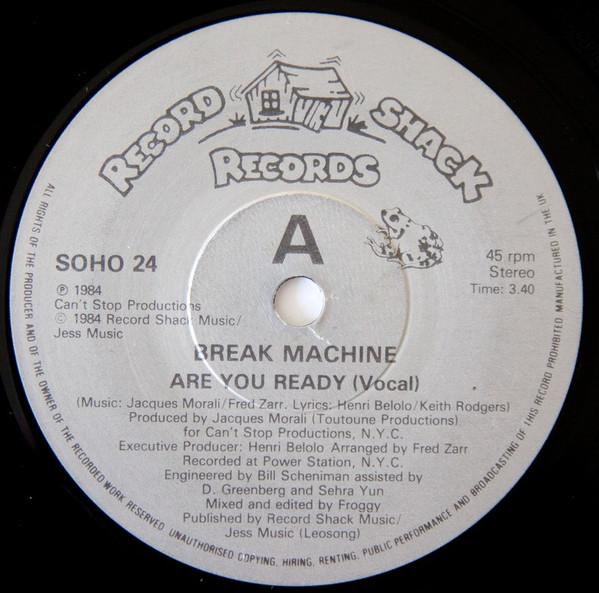 RECORD SHACK
RECORDS
A
SOHO 24
℗ 1984
Can't Stop Productions
© 1984 Record Shack Music/
Jess Music
45 rpm
Stereo
Time: 3.40
BREAK MACHINE
ARE YOU READY (Vocal)
(Music: Jacques Morali/Fred Zarr. Lyrics: Henri Belolo/Keith Rodgers)
Produced by Jacques Morali (Toutoune Productions)
for Can't Stop Productions, N.Y.C.
Executive Producer: Henri Belolo Arranged by Fred Zarr
Recorded at Power Station, N.Y.C.
Engineered by Bill Scheniman assisted by
D. Greenberg and Sehra Yun
Mixed and edited by Froggy
Published by Record Shack Music/
Jess Music (Leosong)
ALL RIGHTS OF THE PRODUCER AND OF THE OWNER OF THE RECORDED WORK RESERVED. UNAUTHORISED COPYING, HIRING, RENTING, PUBLIC PERFORMANCE AND BROADCASTING OF THIS RECORD PROHIBITED. MANUFACTURED IN THE UK